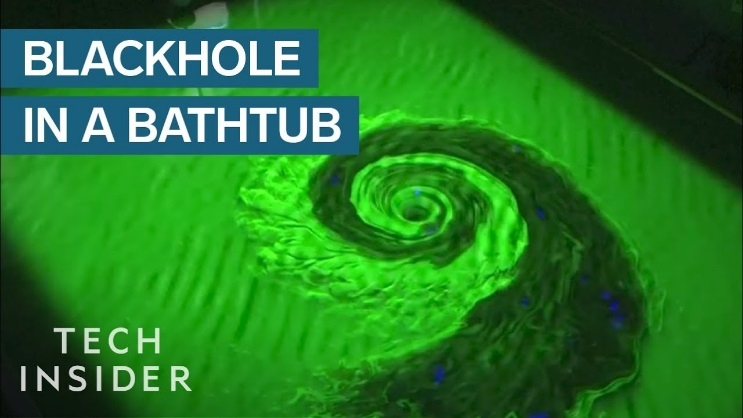 BLACKHOLE
IN A BATHTUB
TECH
INSIDER